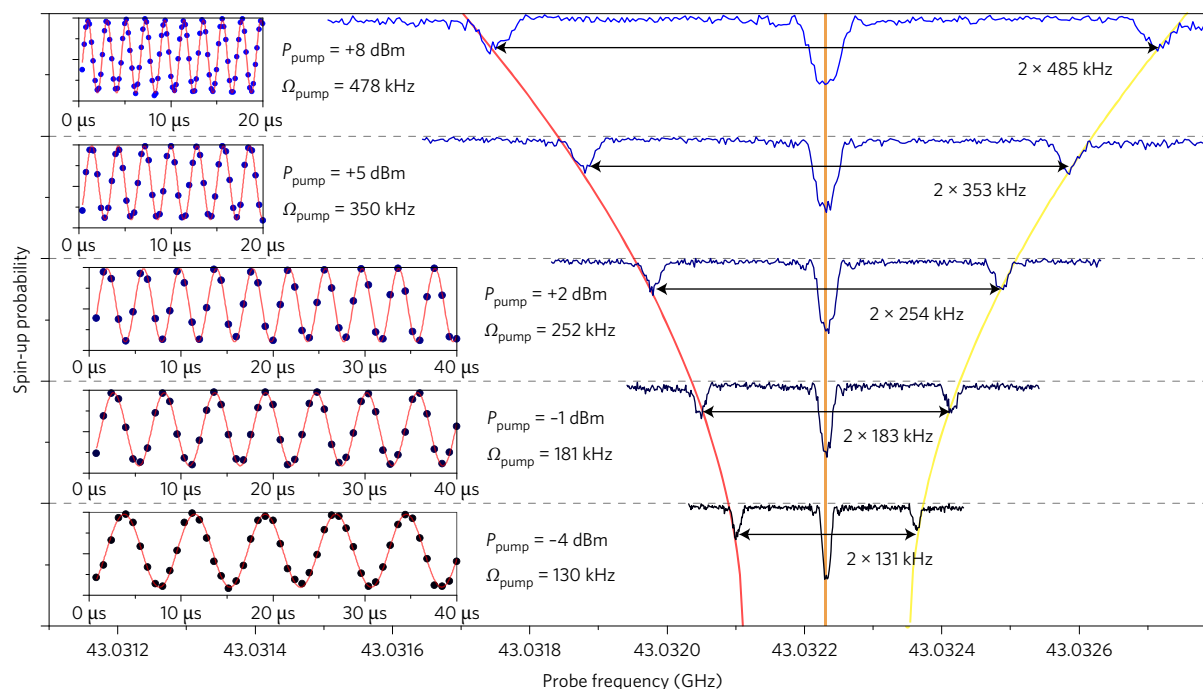 P_pump = +8 dBm
Ω_pump = 478 kHz
0 µs 10 µs 20 µs
2 × 485 kHz
P_pump = +5 dBm
Ω_pump = 350 kHz
0 µs 10 µs 20 µs
2 × 353 kHz
P_pump = +2 dBm
Ω_pump = 252 kHz
0 µs 10 µs 20 µs 30 µs 40 µs
2 × 254 kHz
P_pump = –1 dBm
Ω_pump = 181 kHz
0 µs 10 µs 20 µs 30 µs 40 µs
2 × 183 kHz
P_pump = –4 dBm
Ω_pump = 130 kHz
0 µs 10 µs 20 µs 30 µs 40 µs
2 × 131 kHz
Spin-up probability
43.0312 43.0314 43.0316 43.0318 43.0320 43.0322 43.0324 43.0326
Probe frequency (GHz)